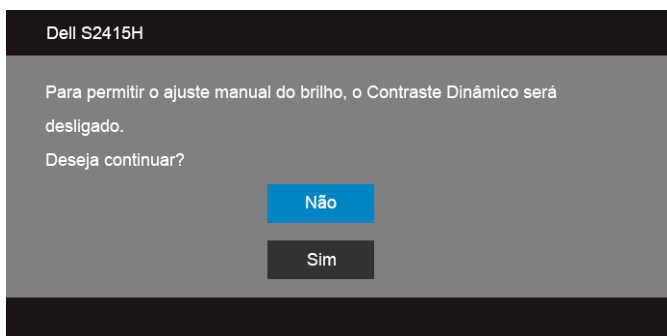 Dell S2415H
Para permitir o ajuste manual do brilho, o Contraste Dinâmico será
desligado.
Deseja continuar?
Não
Sim